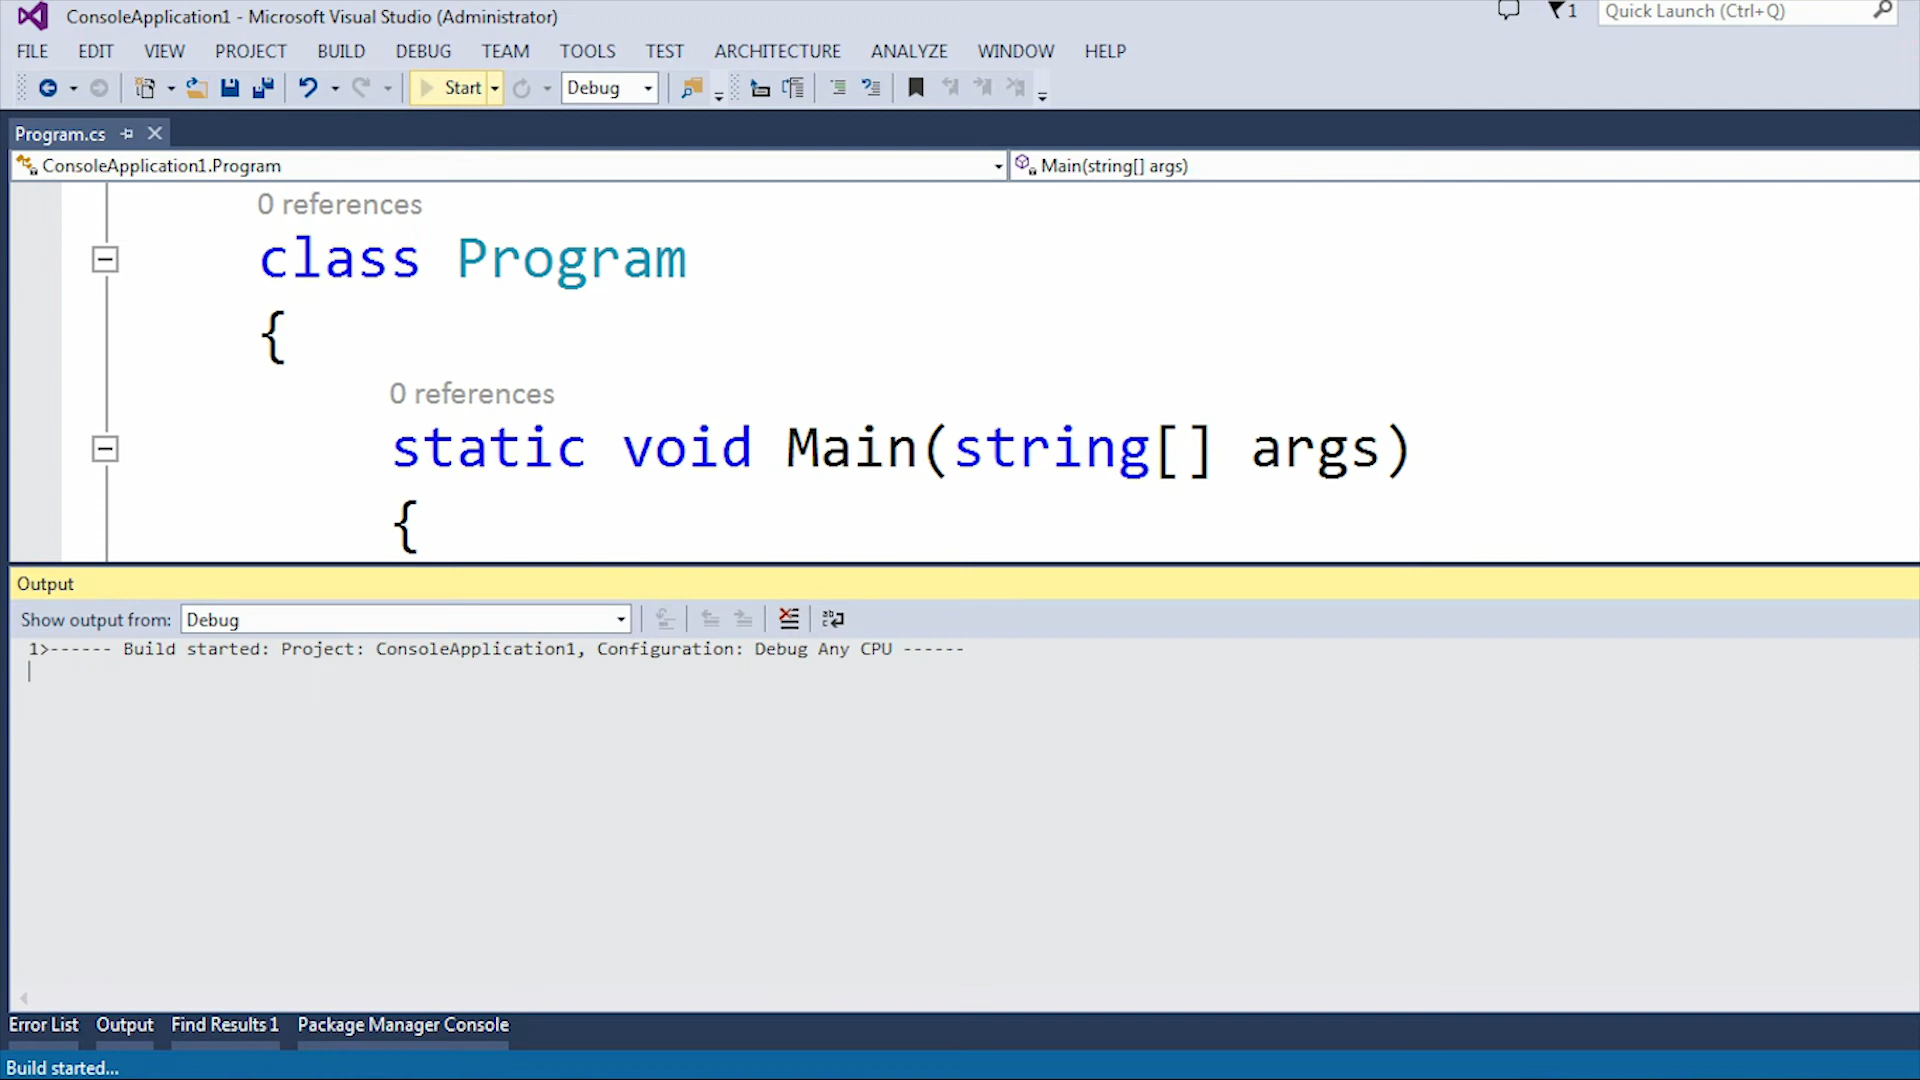 ConsoleApplication1 - Microsoft Visual Studio (Administrator)
1
Quick Launch (Ctrl+Q)
FILE EDIT VIEW PROJECT BUILD DEBUG TEAM TOOLS TEST ARCHITECTURE ANALYZE WINDOW HELP
Start Debug
Program.cs
ConsoleApplication1.Program
Main(string[] args)
0 references
class Program
{
0 references
static void Main(string[] args)
{
Output
Show output from: Debug
1>------ Build started: Project: ConsoleApplication1, Configuration: Debug Any CPU ------
Error List Output Find Results 1 Package Manager Console
Build started...